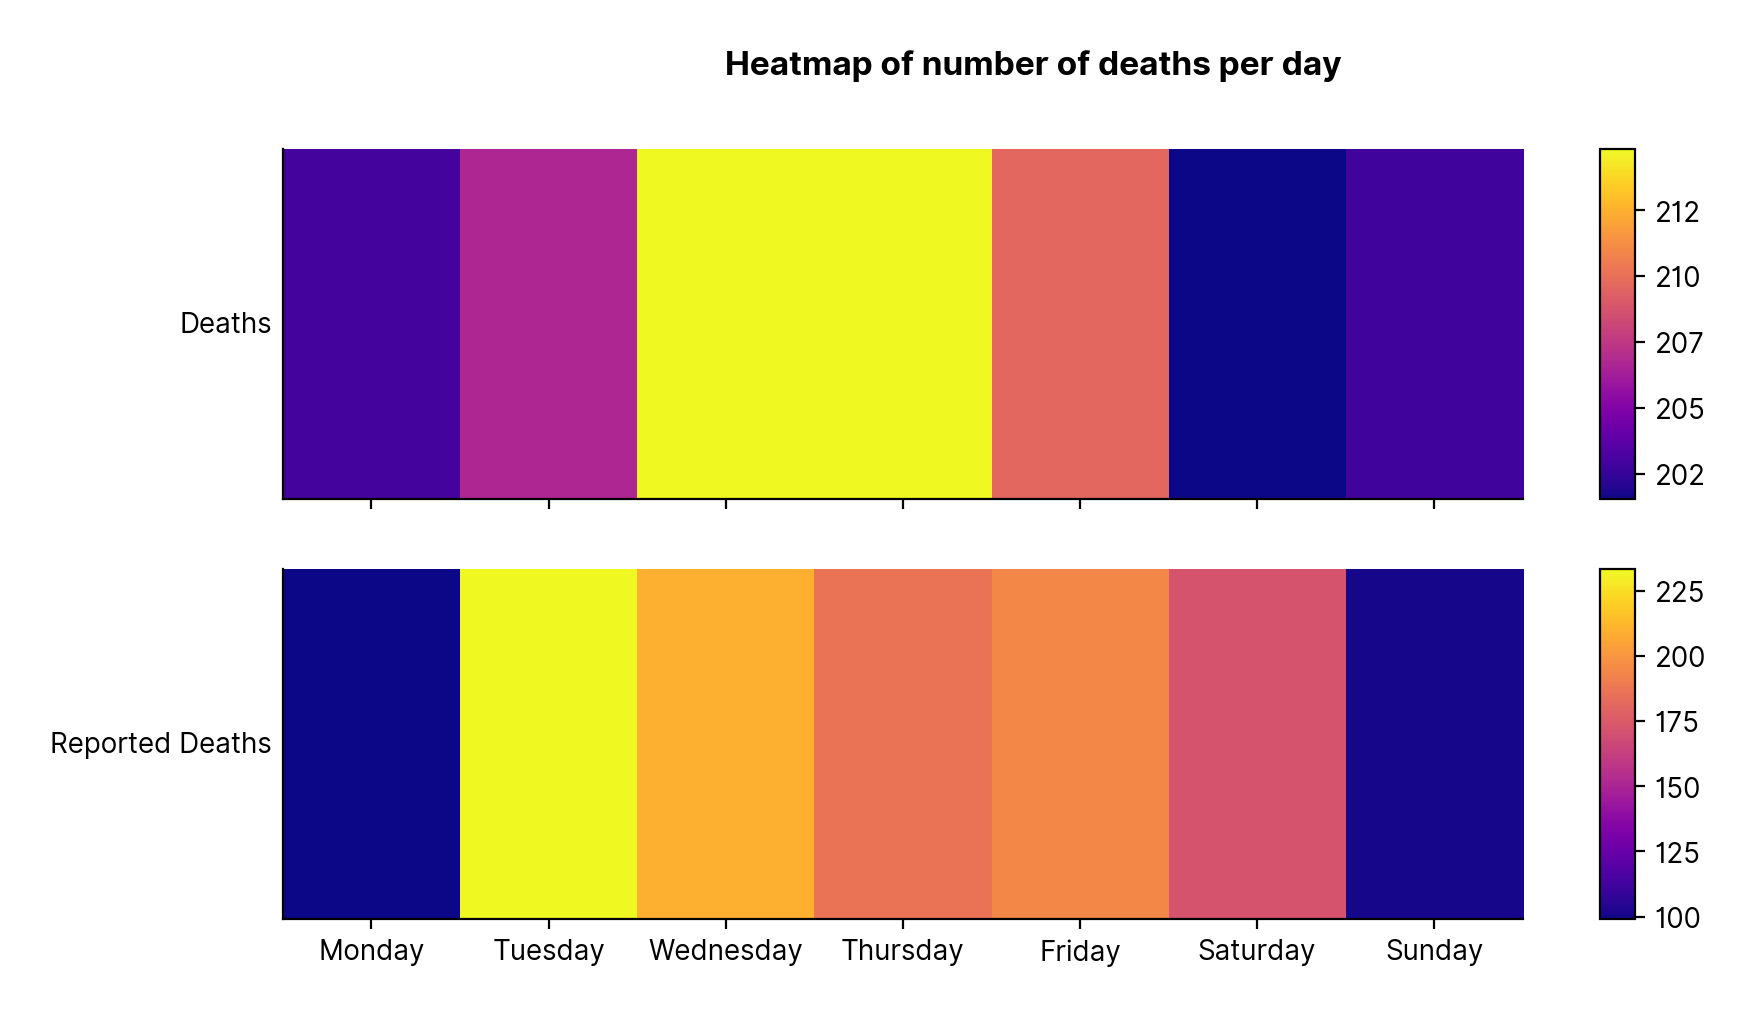 Heatmap of number of deaths per day
Deaths
212
210
207
205
202
Reported Deaths
225
200
175
150
125
100
Monday Tuesday Wednesday Thursday Friday Saturday Sunday